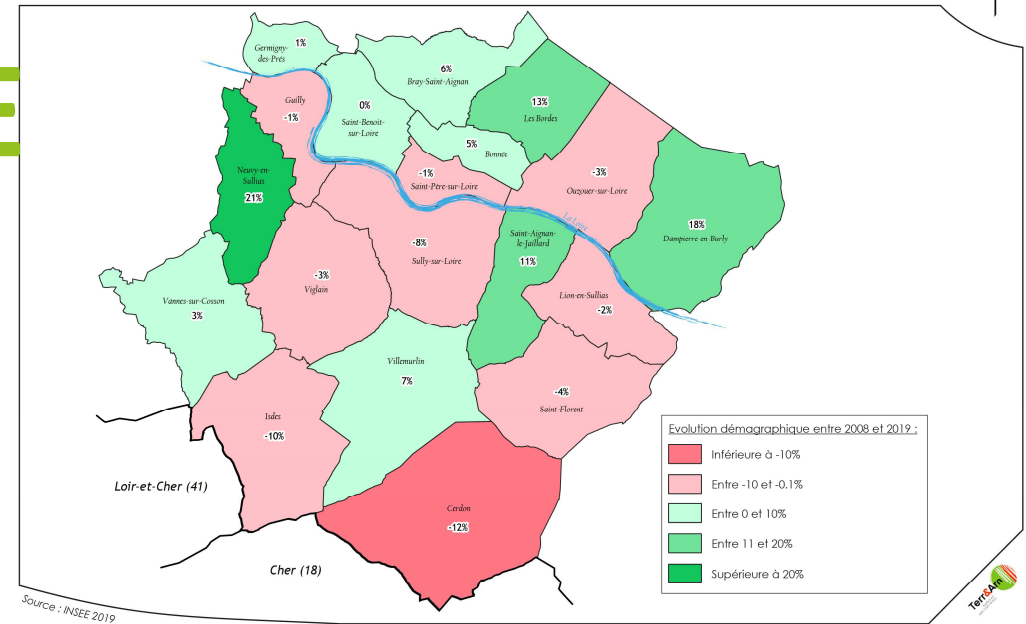 Germigny-
des-Prés
1%
6%
Bray-Saint-Aignan
Guilly
-1%
0%
Saint-Benoit-
sur-Loire
13%
Les Bordes
5%
Bonnée
-1%
Saint-Père-sur-Loire
-3%
Ouzouer-sur-Loire
Neuvy-en-
Sullias
21%
La Loire
18%
Dampierre en Burly
Saint-Aignan-
le-Jaillard
11%
-8%
Sully-sur-Loire
-3%
Viglain
Vannes-sur-Cosson
3%
Lion-en-Sullias
-2%
Villemurlin
7%
-4%
Saint-Florent
Isdes
-10%
Cerdon
-12%
Loir-et-Cher (41)
Cher (18)
Evolution démagraphique entre 2008 et 2019 :
Inférieure à -10%
Entre -10 et -0.1%
Entre 0 et 10%
Entre 11 et 20%
Supérieure à 20%
Source : INSEE 2019
Terr&Am